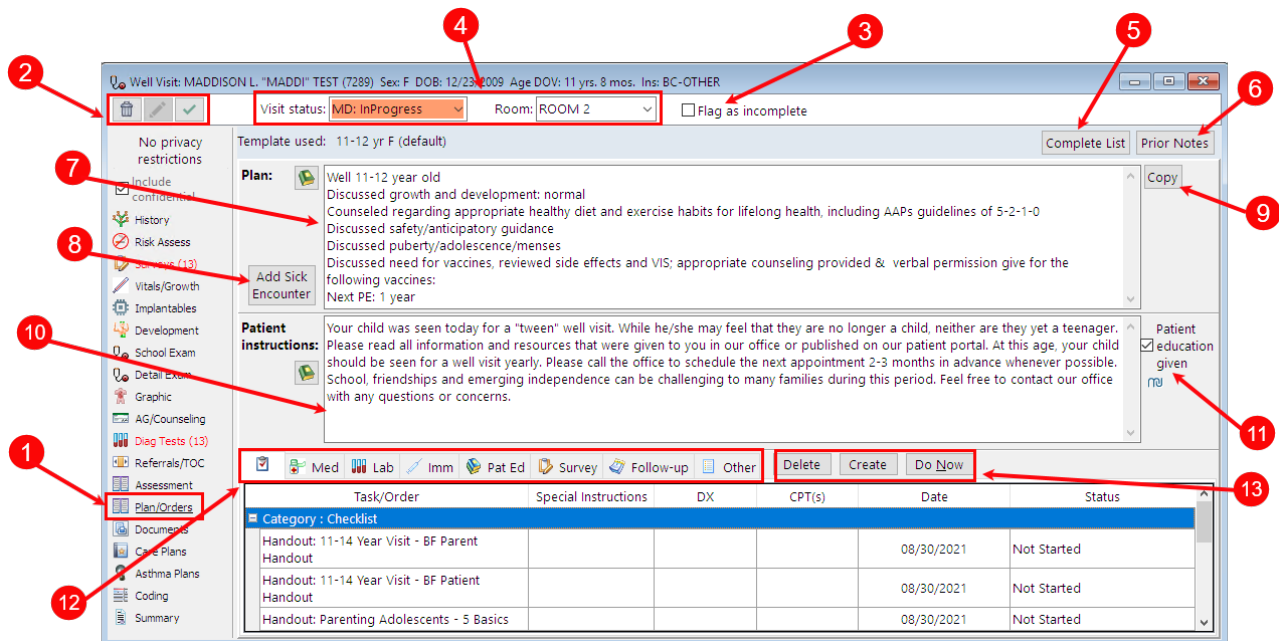 4
3
5
2
Well Visit: MADDISON L. "MADDI" TEST (7289) Sex: F DOB: 12/23/2009 Age DOV: 11 yrs. 8 mos. Ins: BC-OTHER
6
Visit status: MD: InProgress Room: ROOM 2 Flag as incomplete
No privacy restrictions
Template used: 11-12 yr F (default) Complete List Prior Notes
7
Include confidential
History
Risk Assess
Surveys (13)
Vitals/Growth
Implantables
Development
School Exam
Detail Exam
Graphic
AG/Counseling
Diag Tests (13)
Referrals/TOC
Assessment
Plan/Orders
Documents
Care Plans
Asthma Plans
Coding
Summary
Plan:
Well 11-12 year old
Discussed growth and development: normal
Counseled regarding appropriate healthy diet and exercise habits for lifelong health, including AAPs guidelines of 5-2-1-0
Discussed safety/anticipatory guidance
Discussed puberty/adolescence/menses
Discussed need for vaccines, reviewed side effects and VIS; appropriate counseling provided & verbal permission give for the
following vaccines:
Next PE: 1 year
Copy
9
8
Add Sick
Encounter
10
Patient
instructions:
Your child was seen today for a "tween" well visit. While he/she may feel that they are no longer a child, neither are they yet a teenager.
Please read all information and resources that were given to you in our office or published on our patient portal. At this age, your child
should be seen for a well visit yearly. Please call the office to schedule the next appointment 2-3 months in advance whenever possible.
School, friendships and emerging independence can be challenging to many families during this period. Feel free to contact our office
with any questions or concerns.
Patient
education
given
11
1
Med Lab Imm Pat Ed Survey Follow-up Other Delete Create Do Now
13
12
Task/Order Special Instructions DX CPT(s) Date Status
Category : Checklist
Handout: 11-14 Year Visit - BF Parent
Handout 08/30/2021 Not Started
Handout: 11-14 Year Visit - BF Patient
Handout 08/30/2021 Not Started
Handout: Parenting Adolescents - 5 Basics 08/30/2021 Not Started